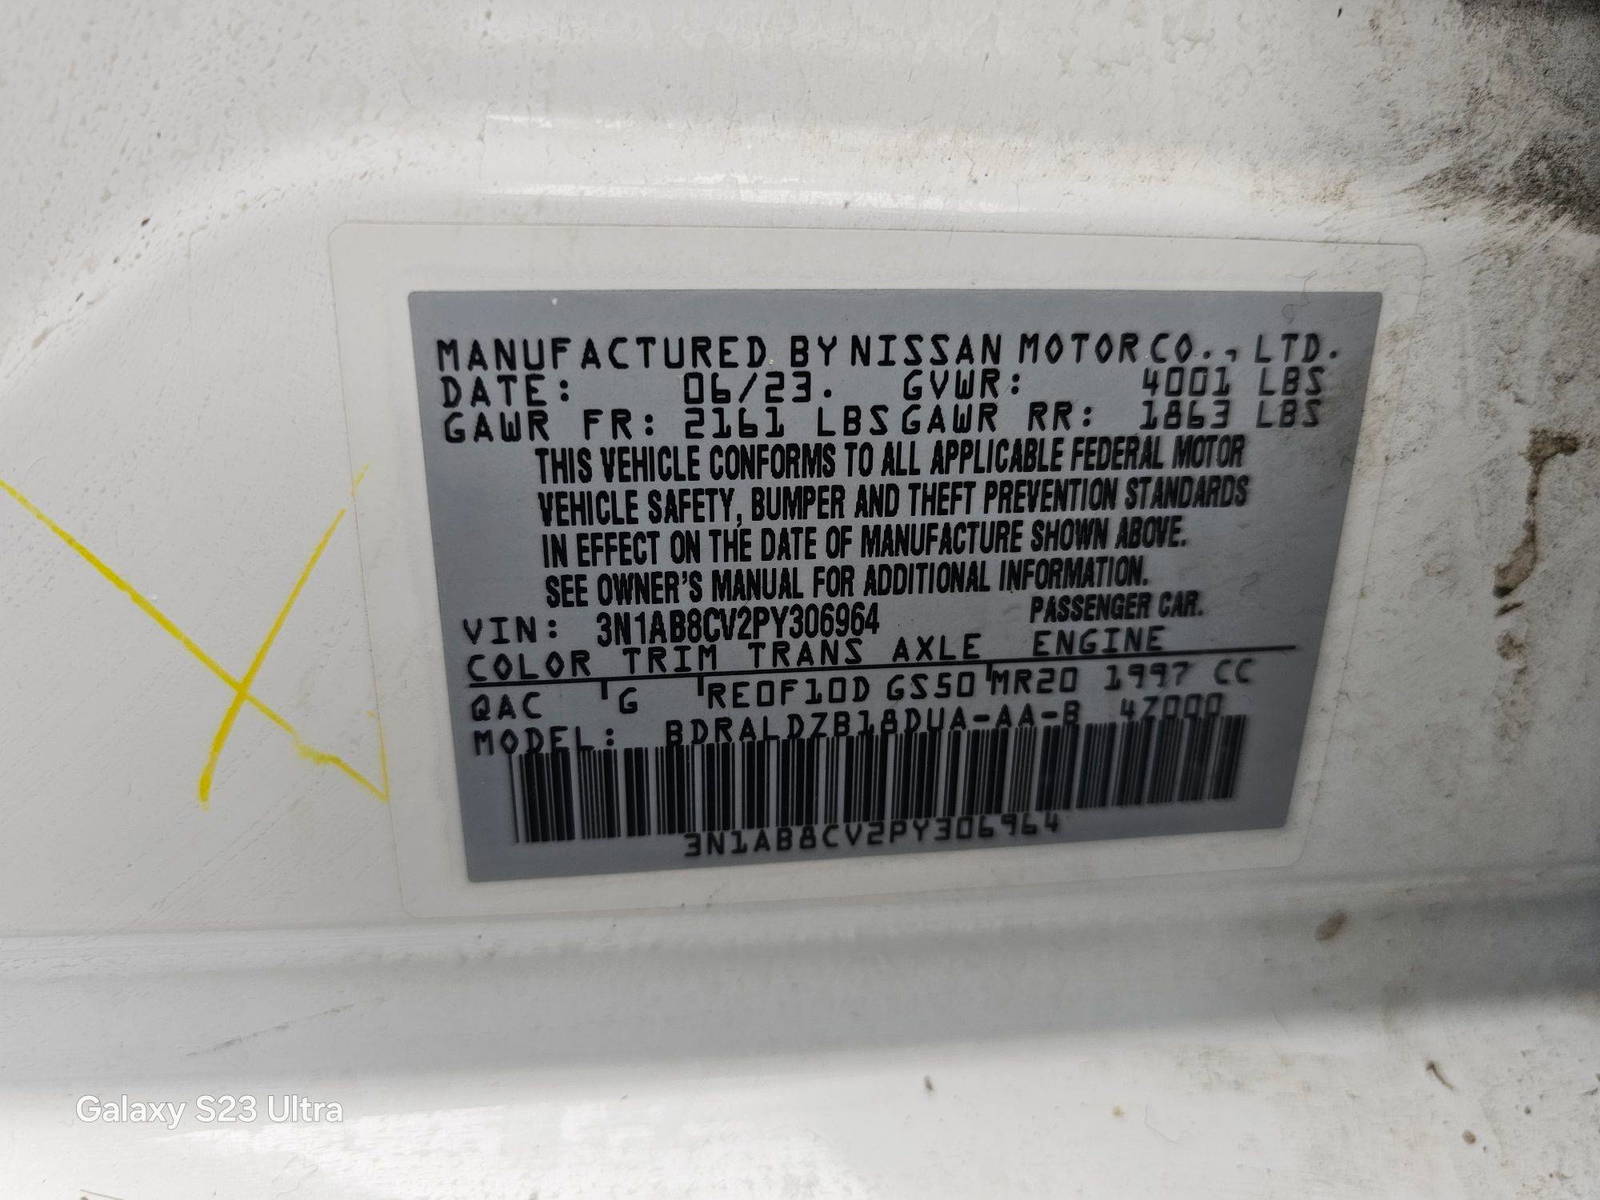 MANUFACTURED BY NISSAN MOTOR CO., LTD.
DATE: 06/23. GVWR: 4001 LBS
GAWR FR: 2161 LBS GAWR RR: 1863 LBS
THIS VEHICLE CONFORMS TO ALL APPLICABLE FEDERAL MOTOR
VEHICLE SAFETY, BUMPER AND THEFT PREVENTION STANDARDS
IN EFFECT ON THE DATE OF MANUFACTURE SHOWN ABOVE.
SEE OWNER'S MANUAL FOR ADDITIONAL INFORMATION.
VIN: 3N1AB8CV2PY306964 PASSENGER CAR.
COLOR TRIM TRANS AXLE ENGINE
QAC G RE0F10D GS50 MR20 1997 CC
MODEL: BDRALDZB18DUA-AA-B 47000
3N1AB8CV2PY306964
Galaxy S23 Ultra